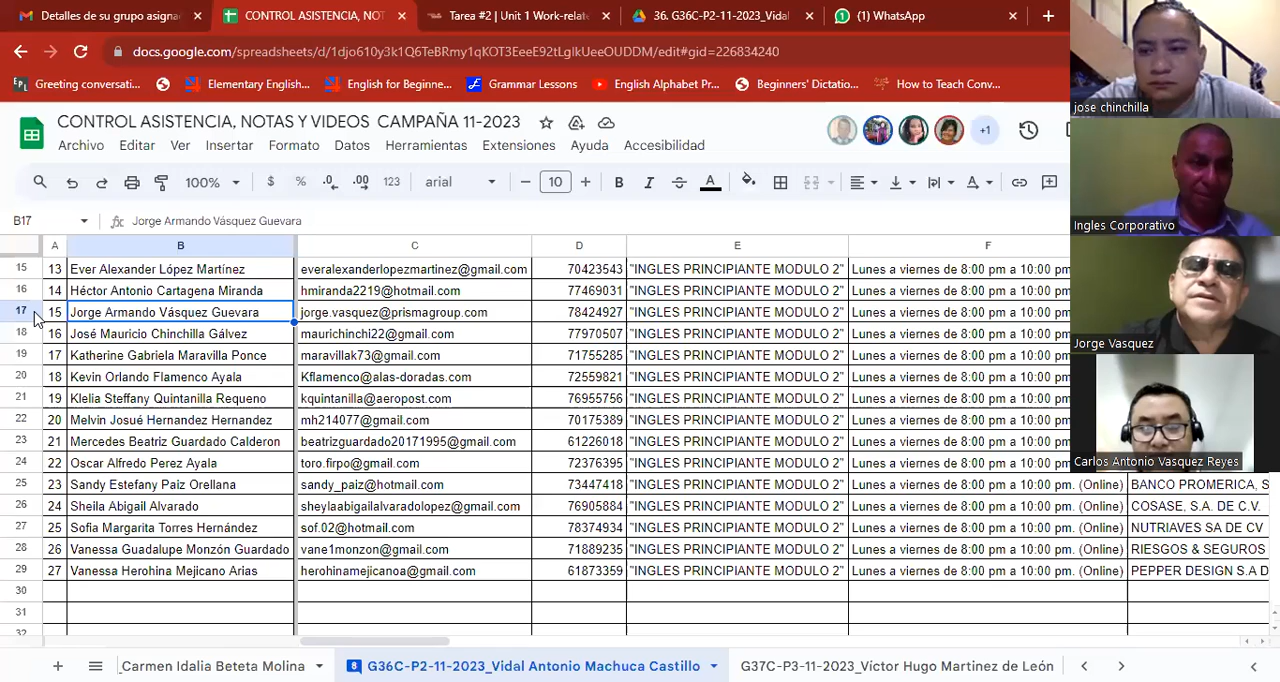 Detalles de su grupo asigna
CONTROL ASISTENCIA, NOT
Tarea #2 | Unit 1 Work-relate
36. G36C-P2-11-2023_Vidal
(1) WhatsApp
docs.google.com/spreadsheets/d/1djo610y3k1Q6TeBRmy1qKOT3EeeE92tLglkUeeOUDDM/edit#gid=226834240
Greeting conversati...
Elementary English...
English for Beginne...
Grammar Lessons
English Alphabet Pr...
Beginners' Dictatio...
How to Teach Conv...
CONTROL ASISTENCIA, NOTAS Y VIDEOS_CAMPAÑA 11-2023
+1
Archivo Editar Ver Insertar Formato Datos Herramientas Extensiones Ayuda Accesibilidad
100% $ % .0 .00 123 arial 10 B I A
B17 fx Jorge Armando Vásquez Guevara
A B C D E F
15 13 Ever Alexander López Martínez everalexanderlopezmartinez@gmail.com 70423543 "INGLES PRINCIPIANTE MODULO 2" Lunes a viernes de 8:00 pm a 10:00 pm
16 14 Héctor Antonio Cartagena Miranda hmiranda2219@hotmail.com 77469031 "INGLES PRINCIPIANTE MODULO 2" Lunes a viernes de 8:00 pm a 10:00 pm
17 15 Jorge Armando Vásquez Guevara jorge.vasquez@prismagroup.com 78424927 "INGLES PRINCIPIANTE MODULO 2" Lunes a viernes de 8:00 pm a 10:00 pm
18 16 José Mauricio Chinchilla Gálvez maurichinchi22@gmail.com 77970507 "INGLES PRINCIPIANTE MODULO 2" Lunes a viernes de 8:00 pm a 10:00 pm
19 17 Katherine Gabriela Maravilla Ponce maravillak73@gmail.com 71755285 "INGLES PRINCIPIANTE MODULO 2" Lunes a viernes de 8:00 pm a 10:00 pm
20 18 Kevin Orlando Flamenco Ayala Kflamenco@alas-doradas.com 72559821 "INGLES PRINCIPIANTE MODULO 2" Lunes a viernes de 8:00 pm a 10:00 pm
21 19 Klelia Steffany Quintanilla Requeno kquintanilla@aeropost.com 76955756 "INGLES PRINCIPIANTE MODULO 2" Lunes a viernes de 8:00 pm a 10:00 pm
22 20 Melvin Josué Hernandez Hernandez mh214077@gmail.com 70175389 "INGLES PRINCIPIANTE MODULO 2" Lunes a viernes de 8:00 pm a 10:00 pm
23 21 Mercedes Beatriz Guardado Calderon beatrizguardado20171995@gmail.com 61226018 "INGLES PRINCIPIANTE MODULO 2" Lunes a viernes de 8:00 pm a 10:00 pm
24 22 Oscar Alfredo Perez Ayala toro.firpo@gmail.com 72376395 "INGLES PRINCIPIANTE MODULO 2" Lunes a viernes de 8:00 pm a 10:00 pm
25 23 Sandy Estefany Paiz Orellana sandy_paiz@hotmail.com 73447418 "INGLES PRINCIPIANTE MODULO 2" Lunes a viernes de 8:00 pm a 10:00 pm. (Online) BANCO PROMERICA, S
26 24 Sheila Abigail Alvarado sheylaabigailalvaradolopez@gmail.com 76905884 "INGLES PRINCIPIANTE MODULO 2" Lunes a viernes de 8:00 pm a 10:00 pm. (Online) COSASE, S.A. DE C.V.
27 25 Sofia Margarita Torres Hernández sof.02@hotmail.com 78374934 "INGLES PRINCIPIANTE MODULO 2" Lunes a viernes de 8:00 pm a 10:00 pm. (Online) NUTRIAVES SA DE CV
28 26 Vanessa Guadalupe Monzón Guardado vane1monzon@gmail.com 71889235 "INGLES PRINCIPIANTE MODULO 2" Lunes a viernes de 8:00 pm a 10:00 pm. (Online) RIESGOS & SEGUROS
29 27 Vanessa Herohina Mejicano Arias herohinamejicanoa@gmail.com 61873359 "INGLES PRINCIPIANTE MODULO 2" Lunes a viernes de 8:00 pm a 10:00 pm. (Online) PEPPER DESIGN S.A D
30
31
32
_Carmen Idalia Beteta Molina
8 G36C-P2-11-2023_Vidal Antonio Machuca Castillo
G37C-P3-11-2023_Víctor Hugo Martinez de León
jose chinchilla
Ingles Corporativo
Jorge Vasquez
Carlos Antonio Vasquez Reyes